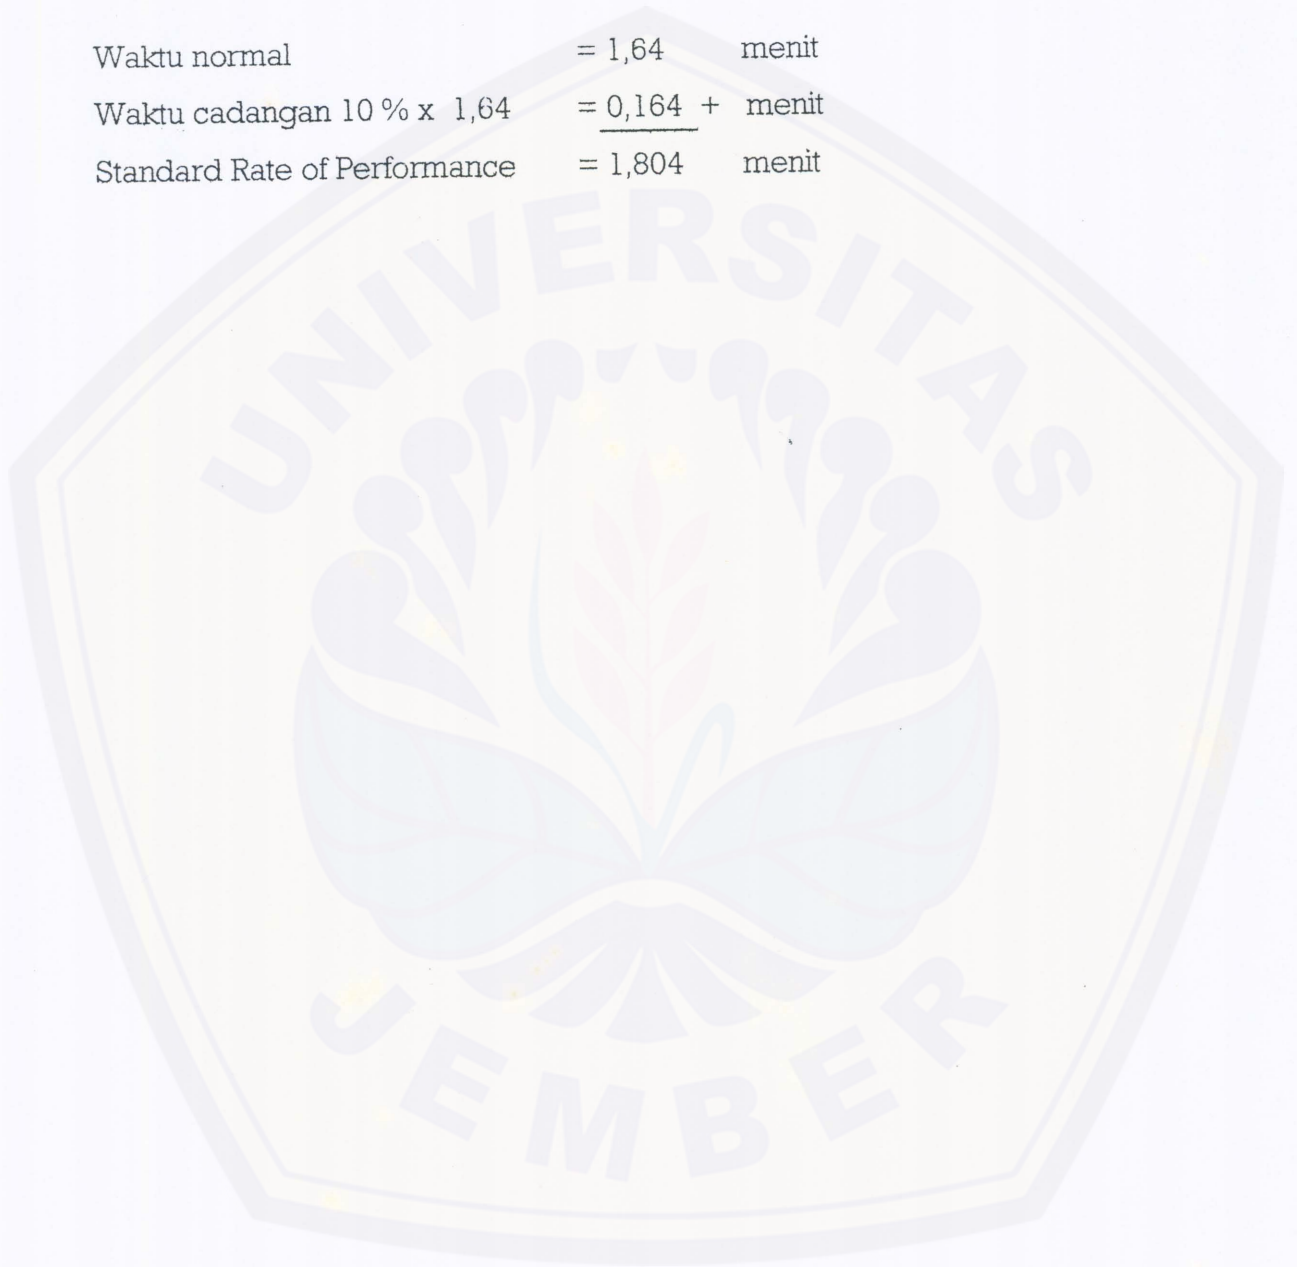 Waktu normal = 1,64 menit
Waktu cadangan 10 % x 1,64 = 0,164 + menit
Standard Rate of Performance = 1,804 menit
UNIVERSITAS
JEMBER